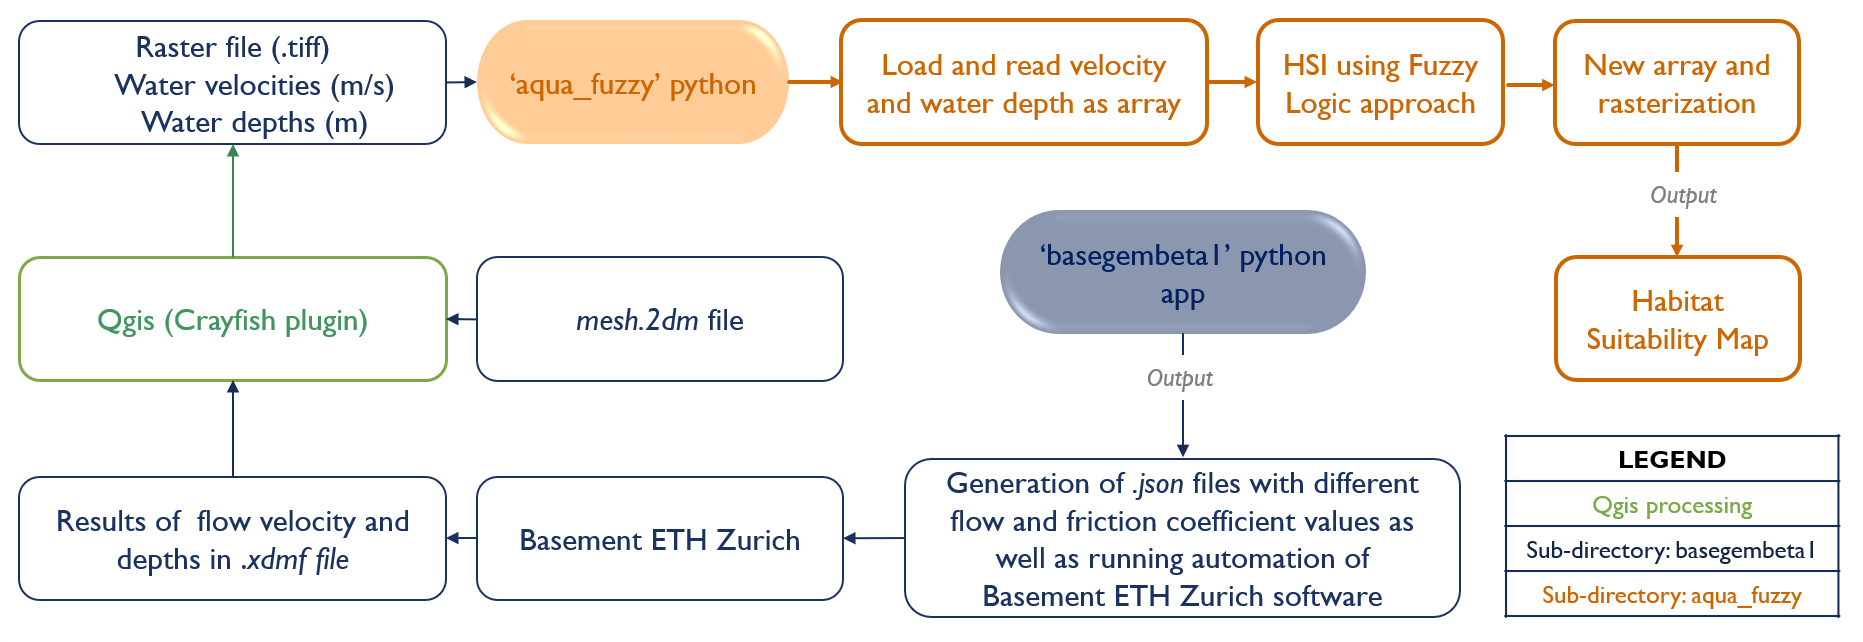 Raster file (.tiff)
Water velocities (m/s)
Water depths (m)
‘aqua_fuzzy’ python
Load and read velocity
and water depth as array
HSI using Fuzzy
Logic approach
New array and
rasterization
Output
Habitat
Suitability Map
‘basegembeta1’ python
app
Output
Qgis (Crayfish plugin)
mesh.2dm file
Results of flow velocity and
depths in .xdmf file
Basement ETH Zurich
Generation of .json files with different
flow and friction coefficient values as
well as running automation of
Basement ETH Zurich software
LEGEND
Qgis processing
Sub-directory: basegembeta1
Sub-directory: aqua_fuzzy